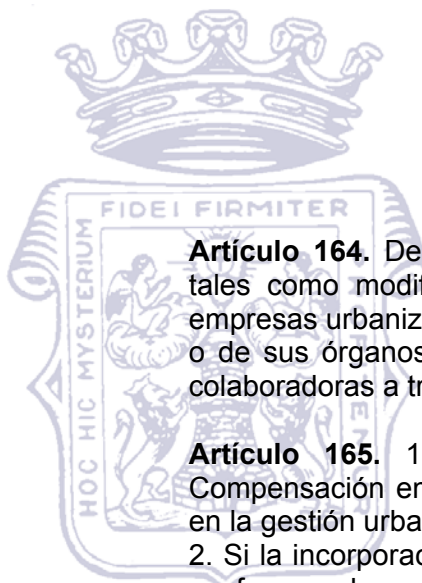 FIDEI FIRMITER
HOC HIC MYSTERIUM
Artículo 164. De
tales como modif
empresas urbaniz
o de sus órganos
colaboradoras a tr
Artículo 165. 1
Compensación en
en la gestión urba
2. Si la incorporac